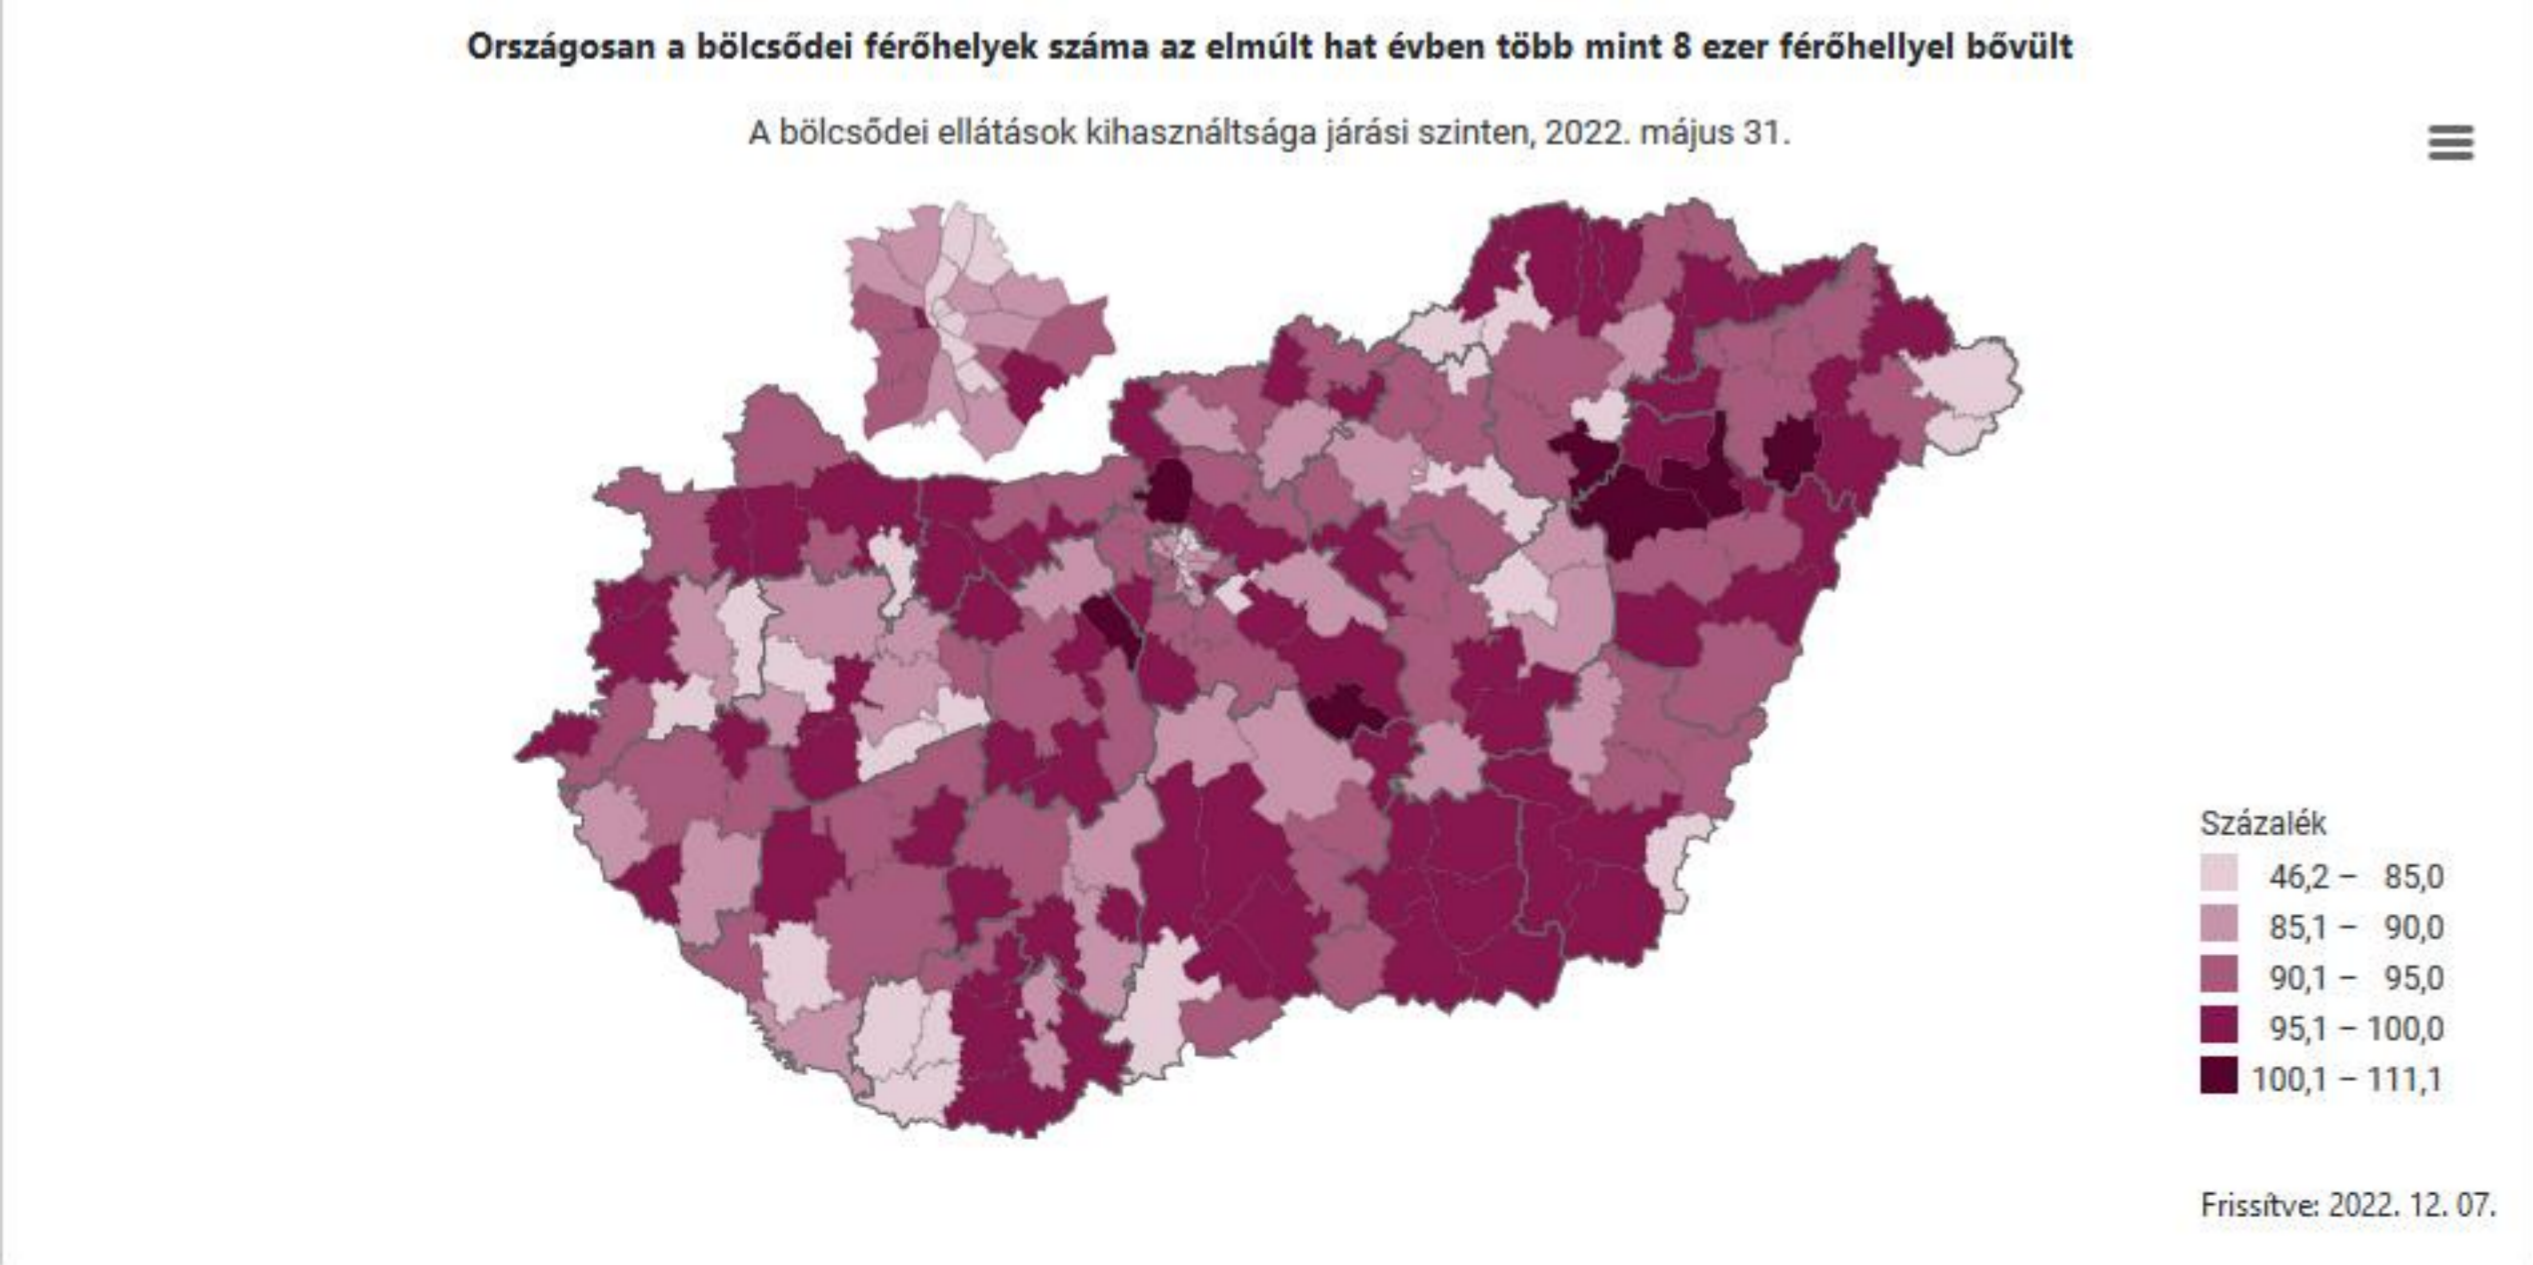 Országosan a bölcsődei férőhelyek száma az elmúlt hat évben több mint 8 ezer férőhellyel bővült
A bölcsődei ellátások kihasználtsága járási szinten, 2022. május 31.
Százalék
46,2 – 85,0
85,1 – 90,0
90,1 – 95,0
95,1 – 100,0
100,1 – 111,1
Frissítve: 2022. 12. 07.